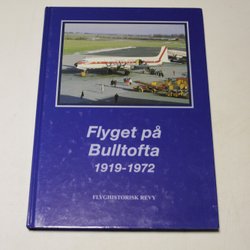 Flyget på
Bulltofta
1919-1972
FLYGHISTORISK REVY